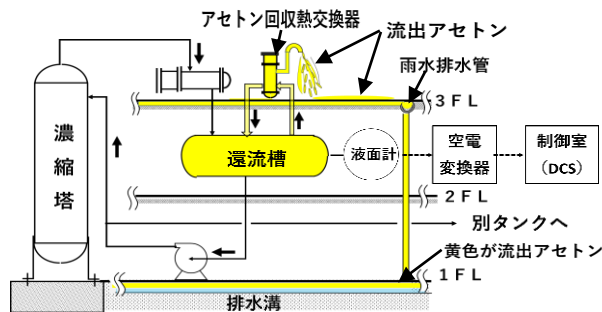 アセトン回収熱交換器
流出アセトン
雨水排水管
3FL
濃縮塔
還流槽
液面計
空電
変換器
制御室
(DCS)
2FL
別タンクへ
黄色が流出アセトン
1FL
排水溝